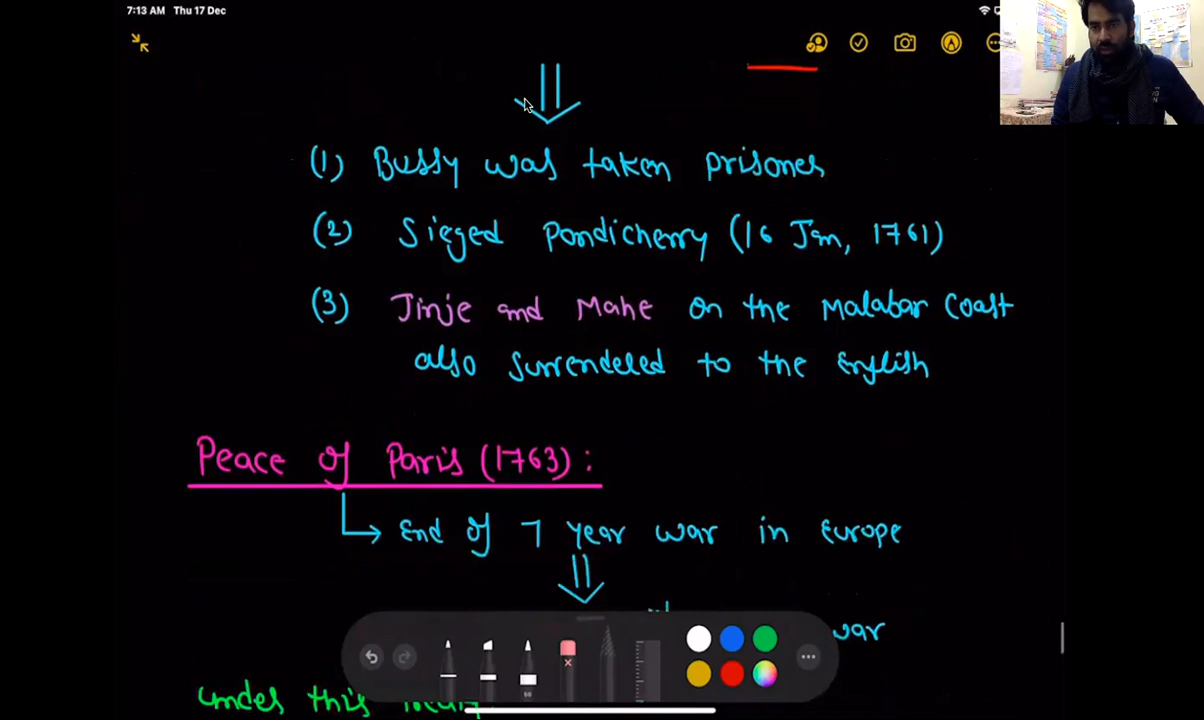 7:13 AM Thu 17 Dec
(1) Bussy was taken prisoner
(2) Sieged Pondicherry (16 Jan, 1761)
(3) Jinje and Mahe on the Malabar Coast
also surrendered to the English
Peace of Paris (1763) :
End of 7 year war in Europe
war
under this